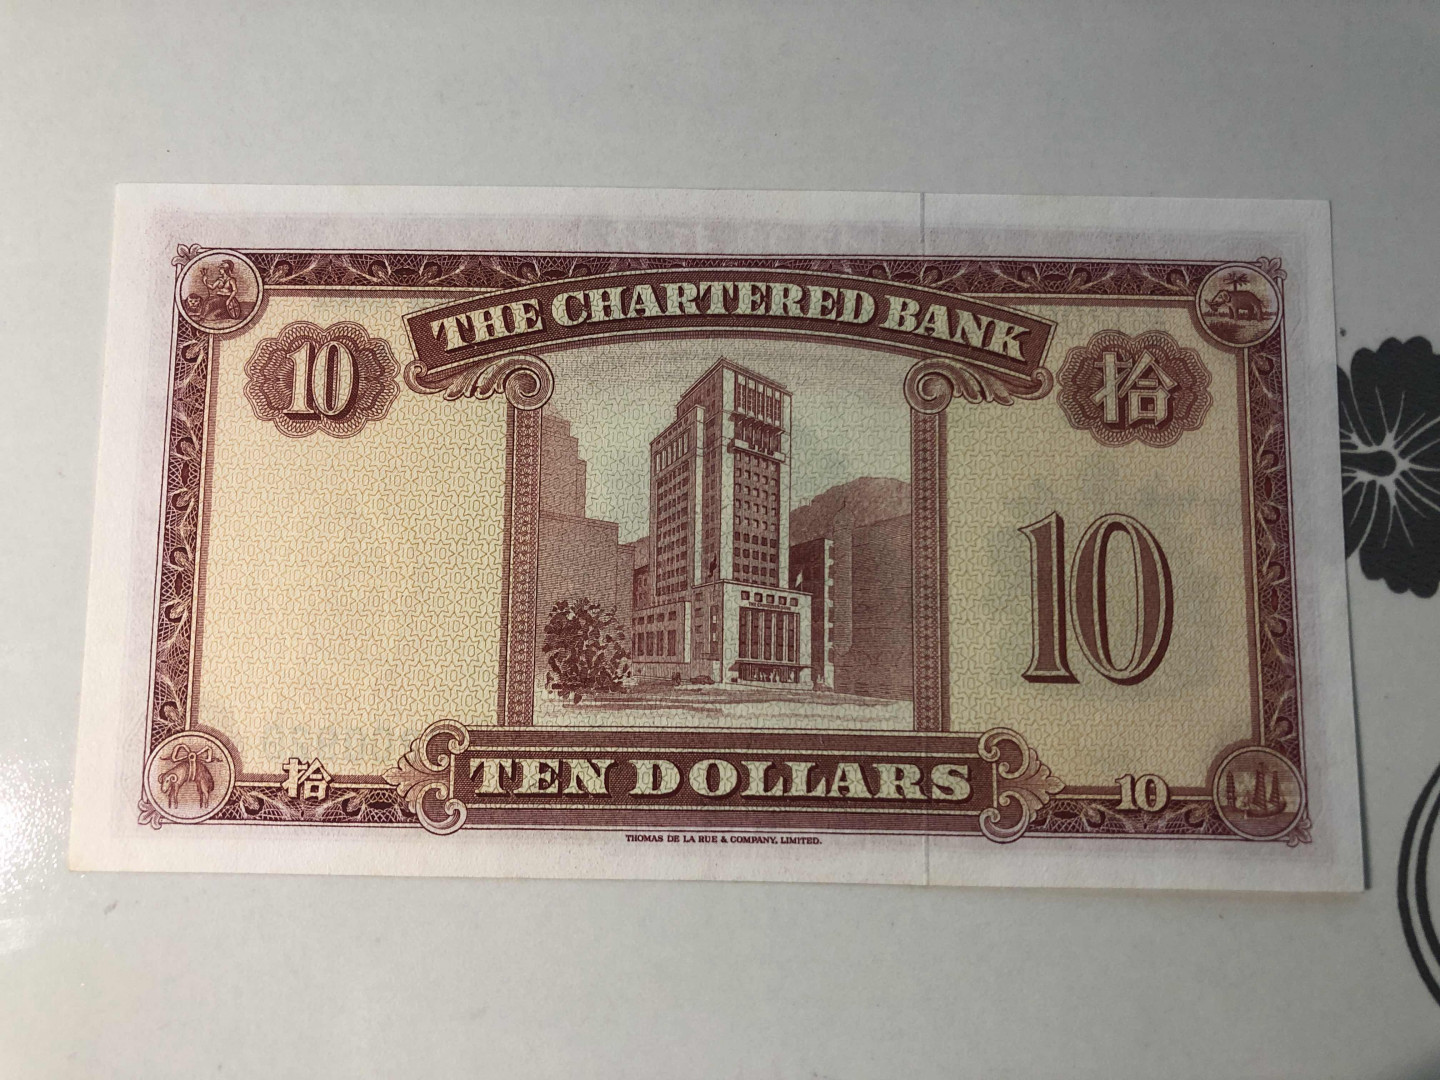 THE CHARTERED BANK
10
拾
10
拾
TEN DOLLARS
10
THOMAS DE LA RUE & COMPANY, LIMITED.